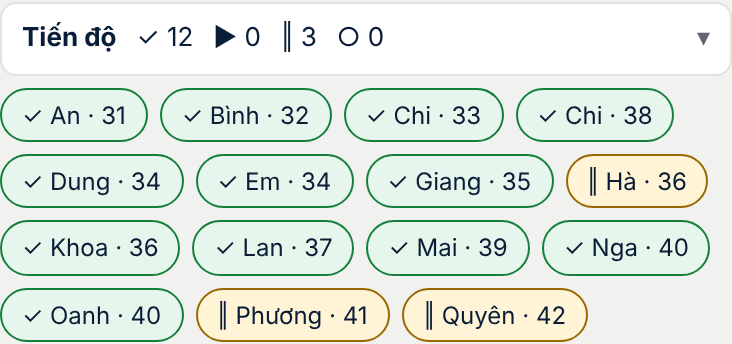 Tiến độ ✓ 12 ▶ 0 ‖ 3 ○ 0 ▼
✓ An · 31 ✓ Bình · 32 ✓ Chi · 33 ✓ Chi · 38
✓ Dung · 34 ✓ Em · 34 ✓ Giang · 35 ‖ Hà · 36
✓ Khoa · 36 ✓ Lan · 37 ✓ Mai · 39 ✓ Nga · 40
✓ Oanh · 40 ‖ Phương · 41 ‖ Quyên · 42